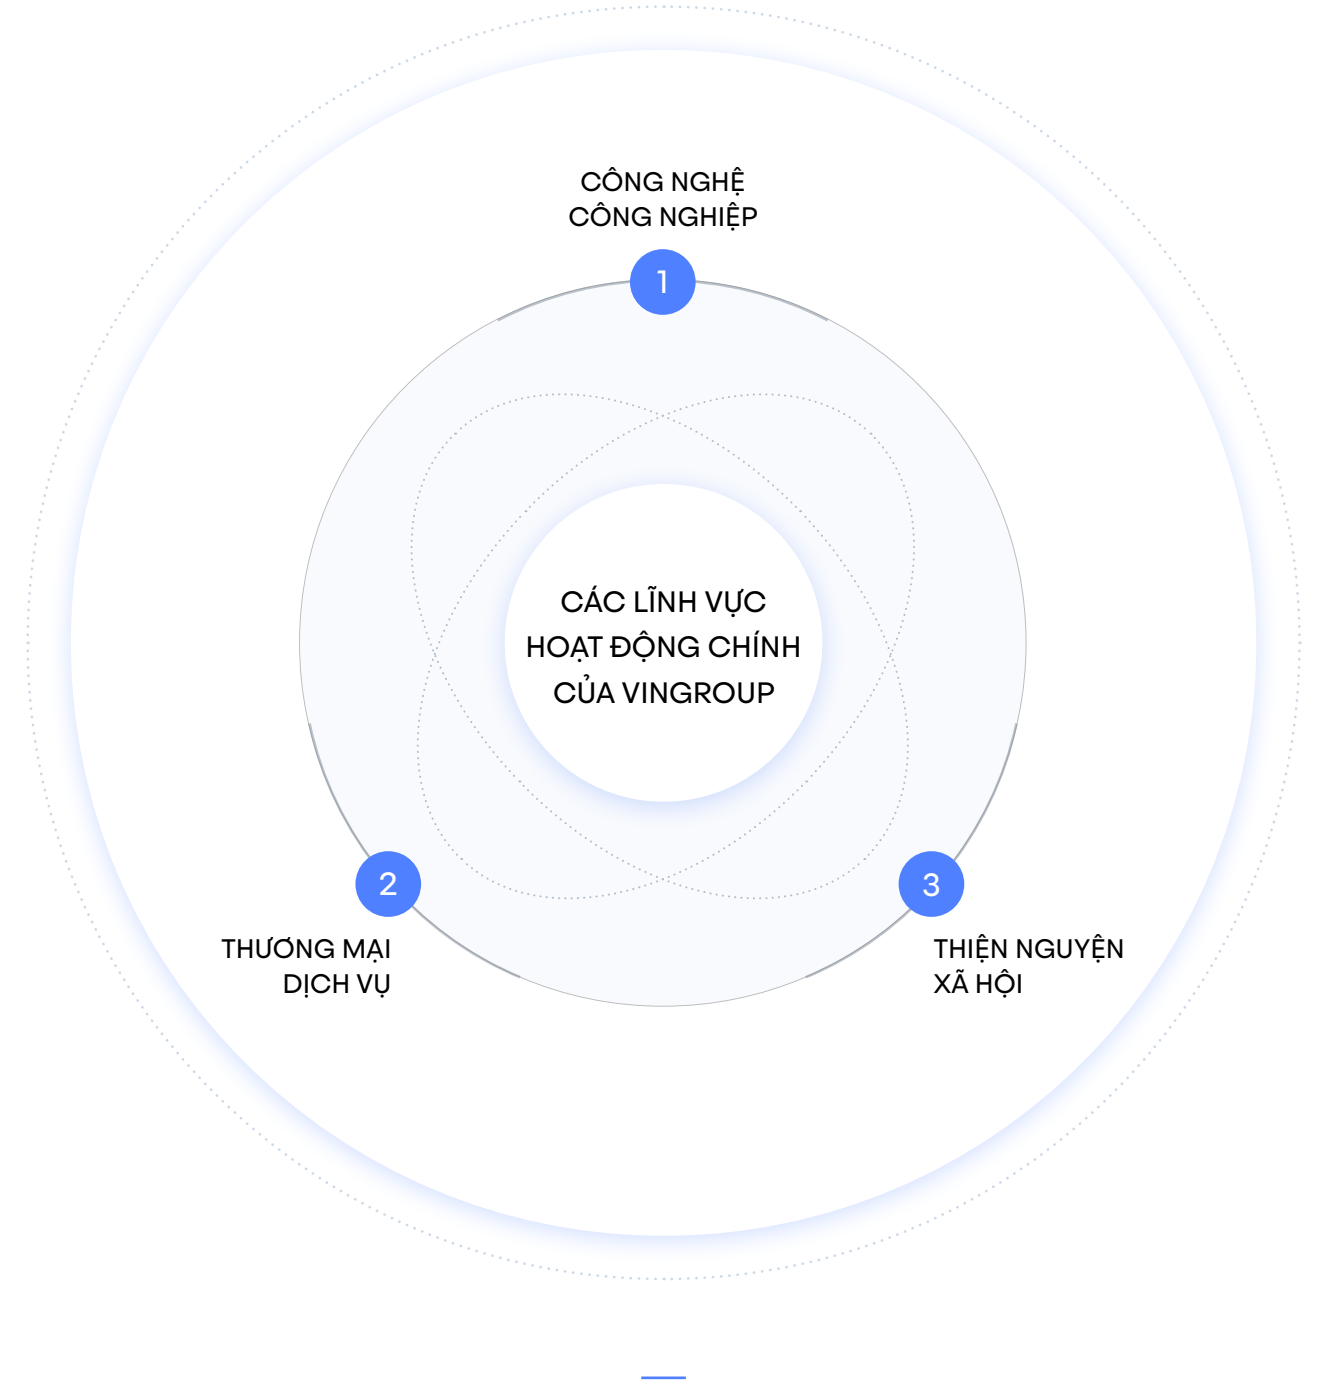 CÔNG NGHỆ
CÔNG NGHIỆP
1
CÁC LĨNH VỰC
HOẠT ĐỘNG CHÍNH
CỦA VINGROUP
2
THƯƠNG MẠI
DỊCH VỤ
3
THIỆN NGUYỆN
XÃ HỘI